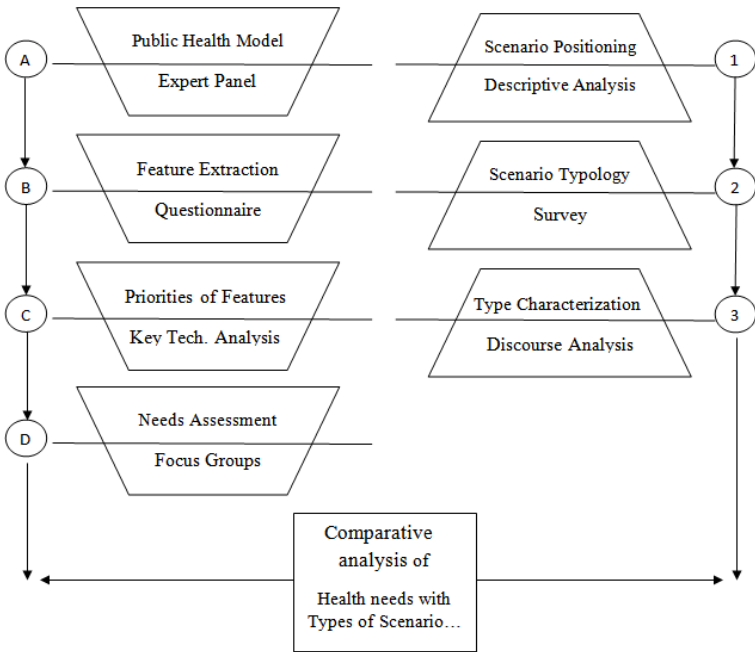 A
Public Health Model
Expert Panel
Scenario Positioning
Descriptive Analysis
1
B
Feature Extraction
Questionnaire
Scenario Typology
Survey
2
C
Priorities of Features
Key Tech. Analysis
Type Characterization
Discourse Analysis
3
D
Needs Assessment
Focus Groups
Comparative
analysis of
Health needs with
Types of Scenario…